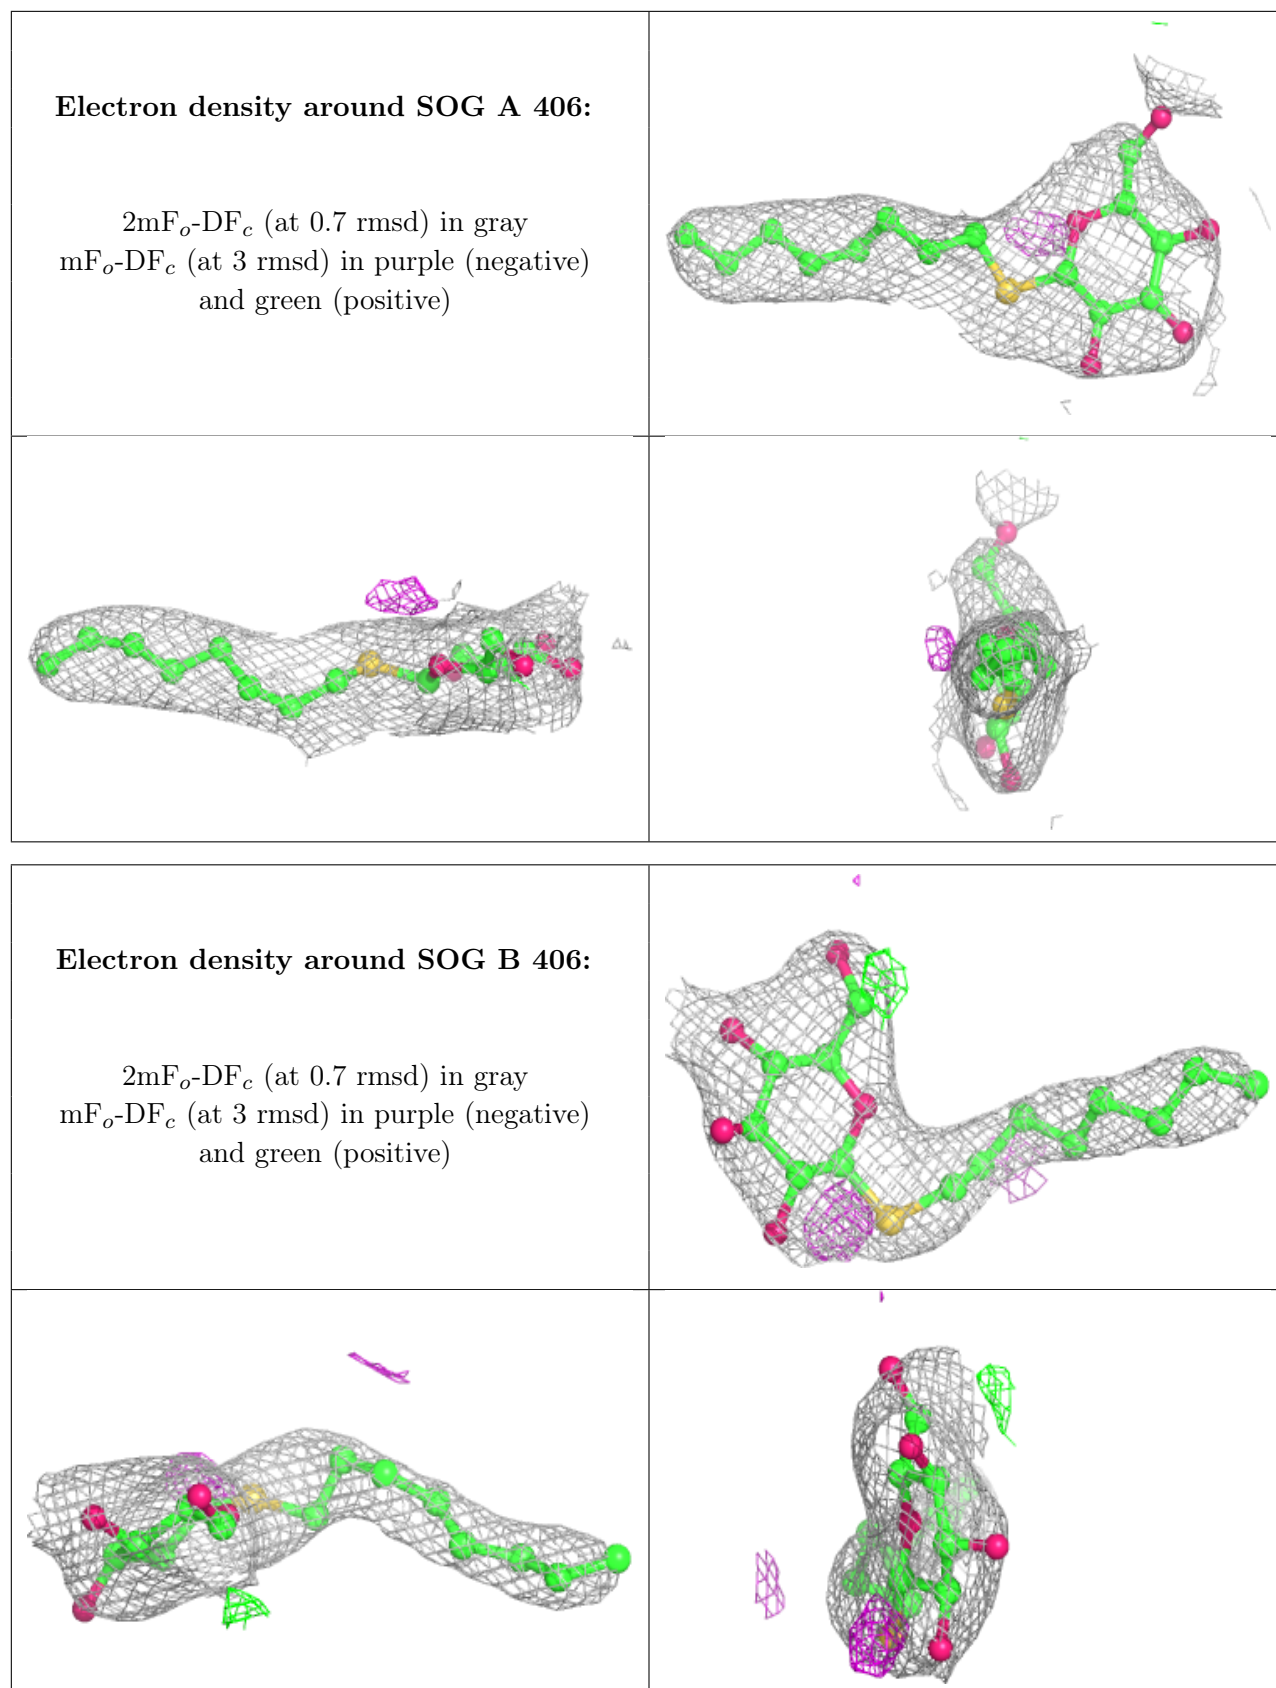 Electron density around SOG A 406:
2mFo-DFc (at 0.7 rmsd) in gray
mFo-DFc (at 3 rmsd) in purple (negative)
and green (positive)
Electron density around SOG B 406:
2mFo-DFc (at 0.7 rmsd) in gray
mFo-DFc (at 3 rmsd) in purple (negative)
and green (positive)